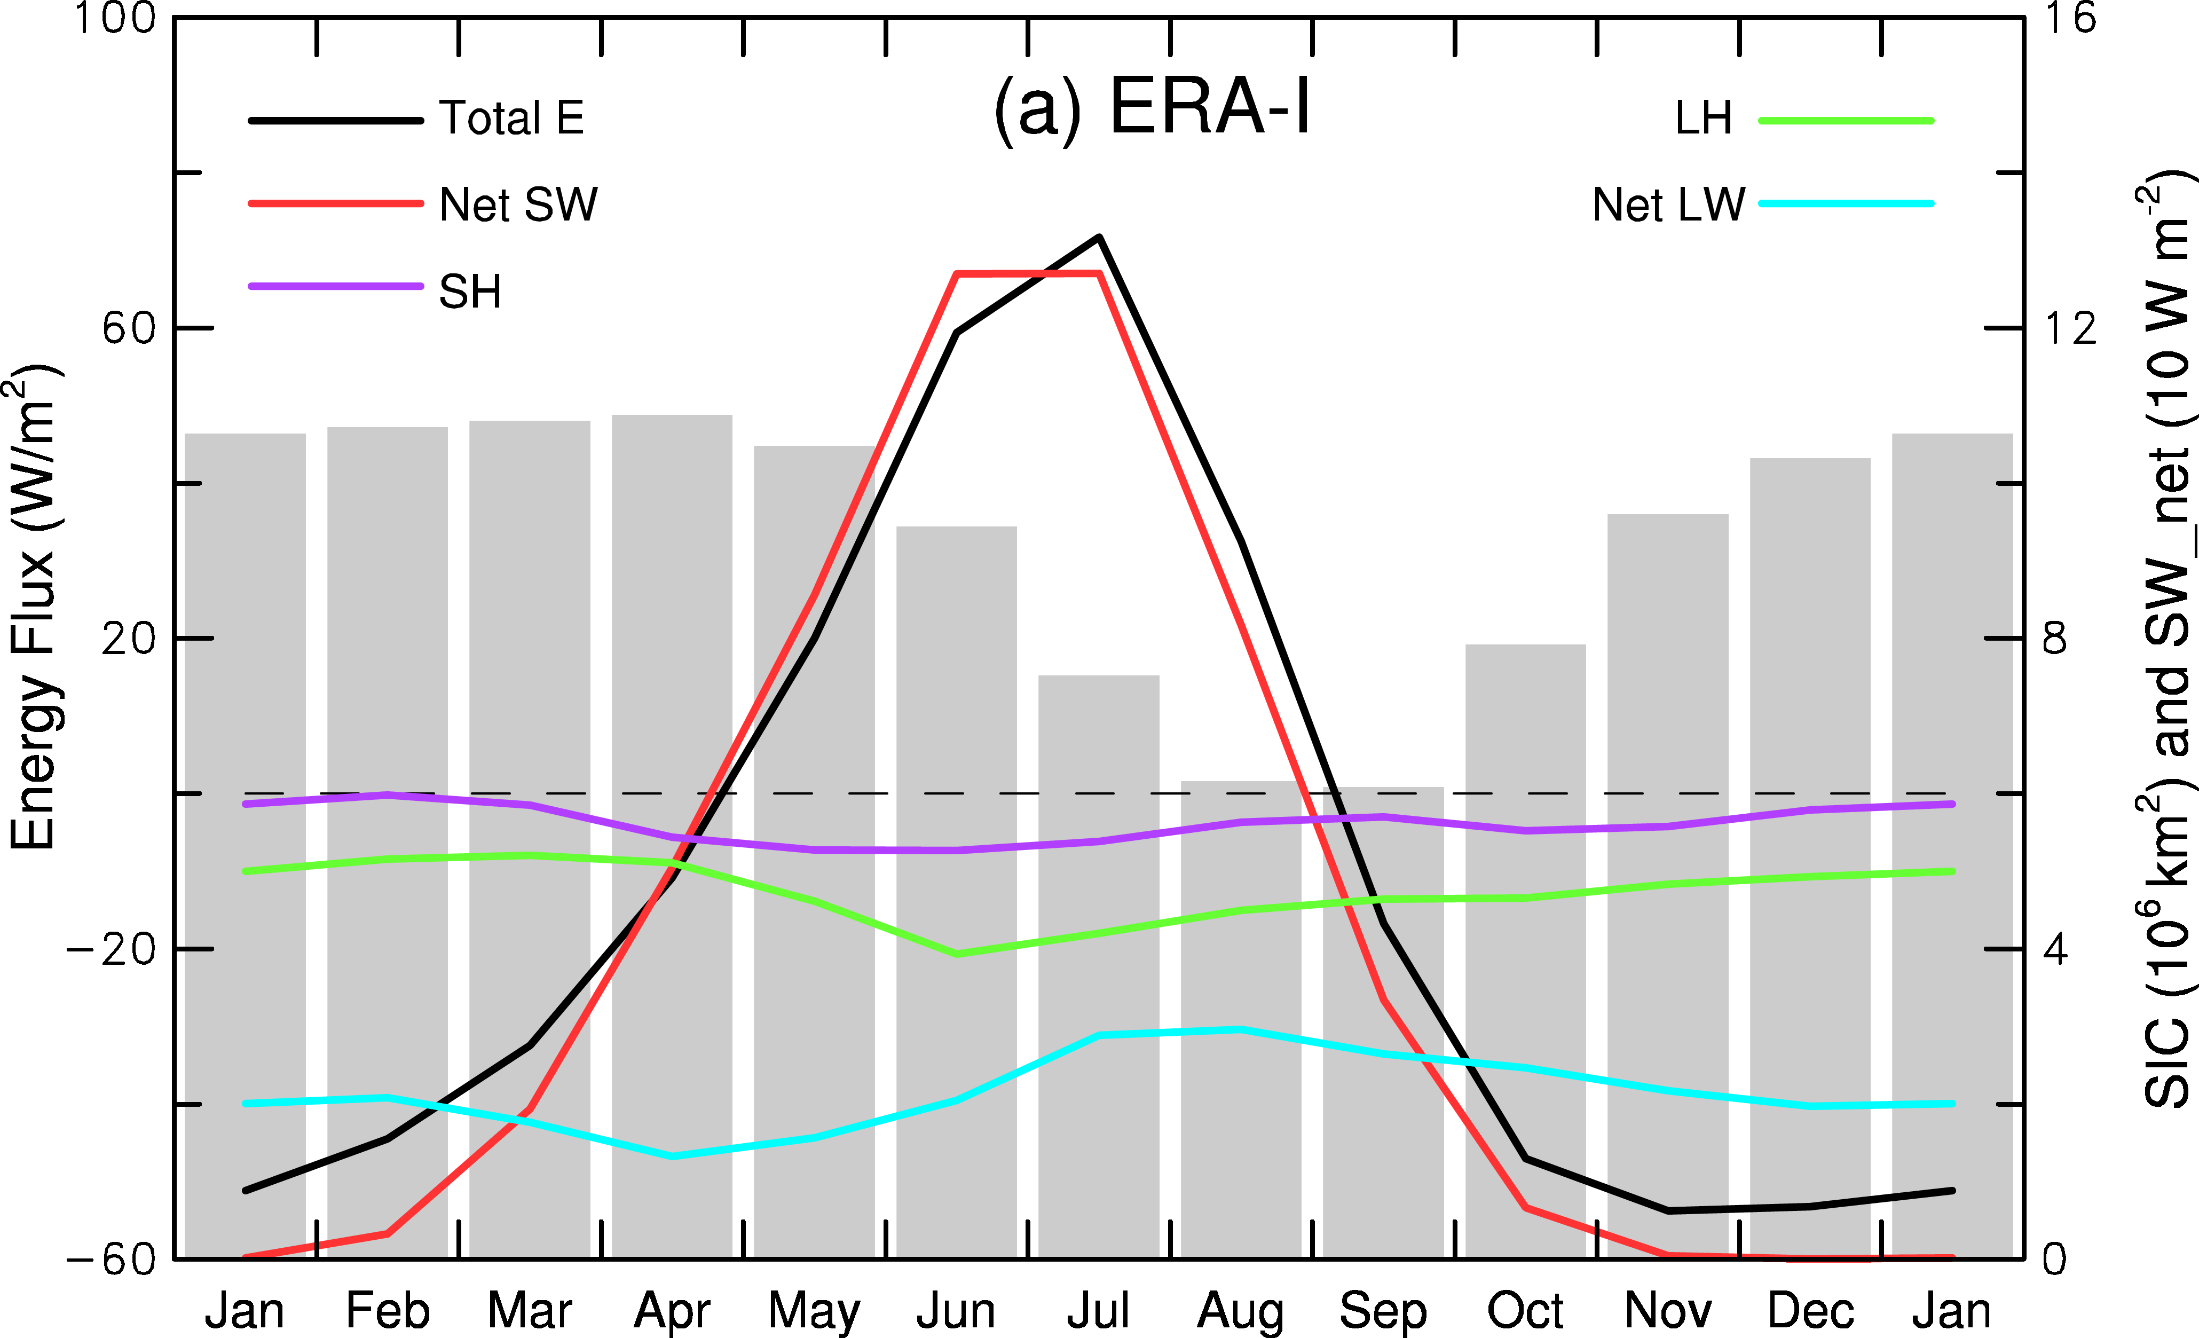 (a) ERA-I
Total E
Net SW
SH
LH
Net LW
Energy Flux (W/m²)
100
60
20
−20
−60
SIC (10⁶ km²) and SW_net (10 W m⁻²)
16
12
8
4
0
Jan Feb Mar Apr May Jun Jul Aug Sep Oct Nov Dec Jan